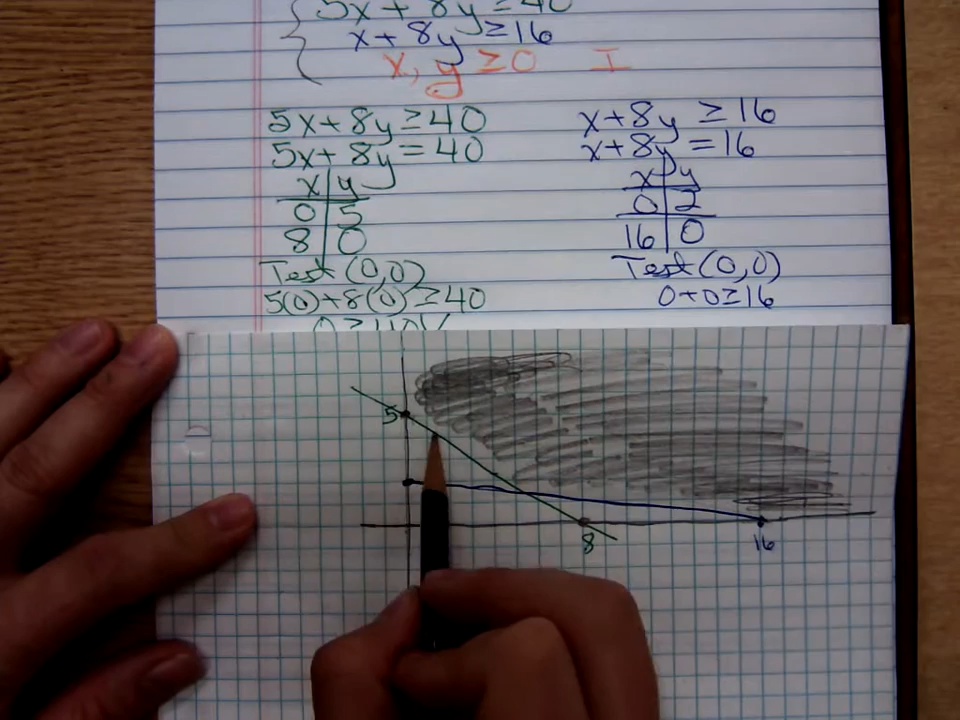 5x + 8y ≥ 40
x + 8y ≥ 16
x, y ≥ 0 I
5x + 8y ≥ 40
5x + 8y = 40
x y
0 5
8 0
Test (0,0)
5(0) + 8(0) ≥ 40
x + 8y ≥ 16
x + 8y = 16
x y
0 2
16 0
Test (0,0)
0 + 0 ≥ 16
5
8
16